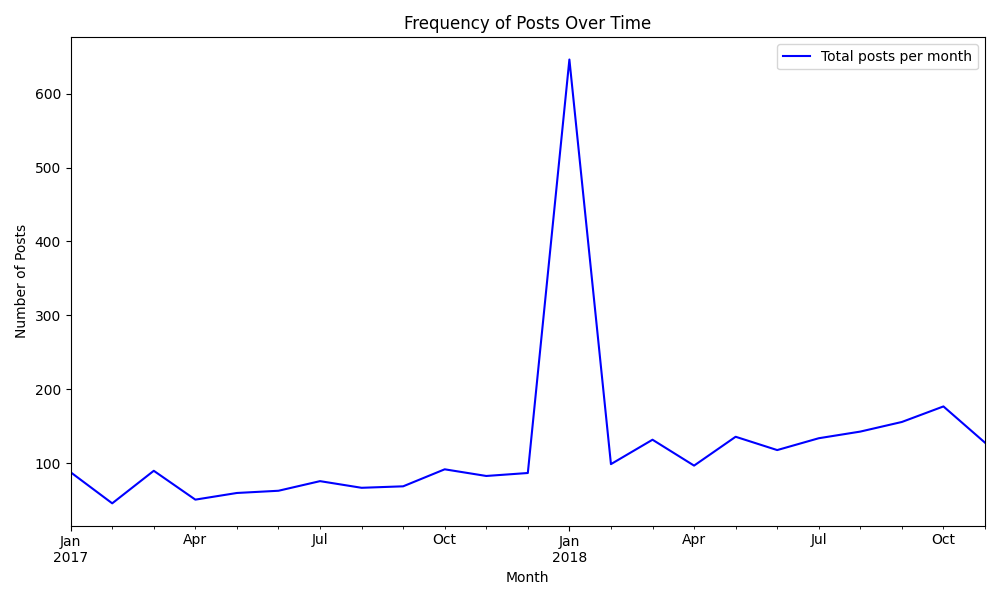 Frequency of Posts Over Time
Total posts per month
Number of Posts
600
500
400
300
200
100
Jan
2017
Apr
Jul
Oct
Jan
2018
Apr
Jul
Oct
Month